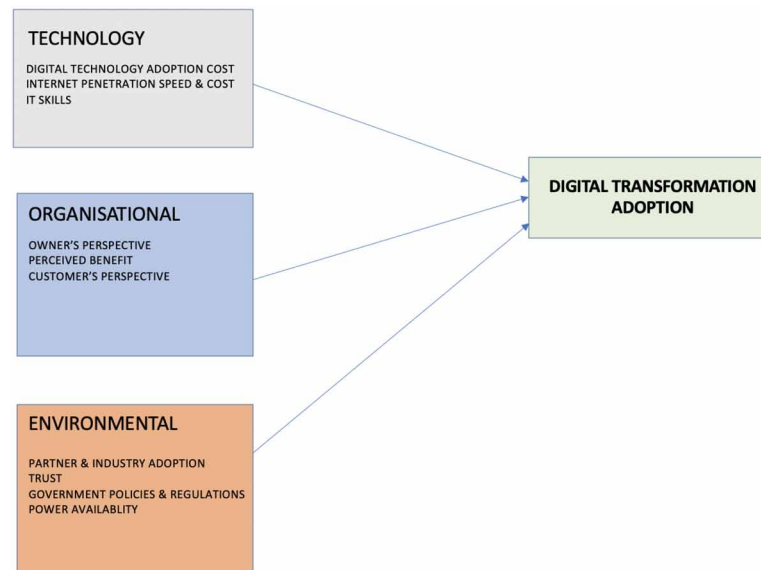 TECHNOLOGY
DIGITAL TECHNOLOGY ADOPTION COST
INTERNET PENETRATION SPEED & COST
IT SKILLS
ORGANISATIONAL
OWNER'S PERSPECTIVE
PERCEIVED BENEFIT
CUSTOMER'S PERSPECTIVE
ENVIRONMENTAL
PARTNER & INDUSTRY ADOPTION
TRUST
GOVERNMENT POLICIES & REGULATIONS
POWER AVAILABLITY
DIGITAL TRANSFORMATION
ADOPTION